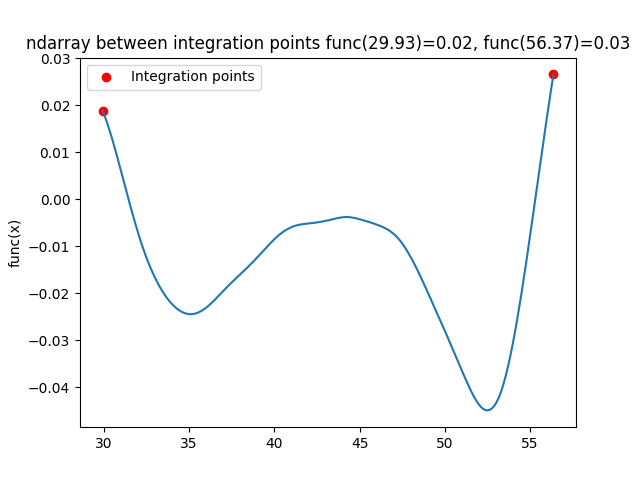 ndarray between integration points func(29.93)=0.02, func(56.37)=0.03
Integration points
func(x)
0.03
0.02
0.01
0.00
−0.01
−0.02
−0.03
−0.04
30 35 40 45 50 55